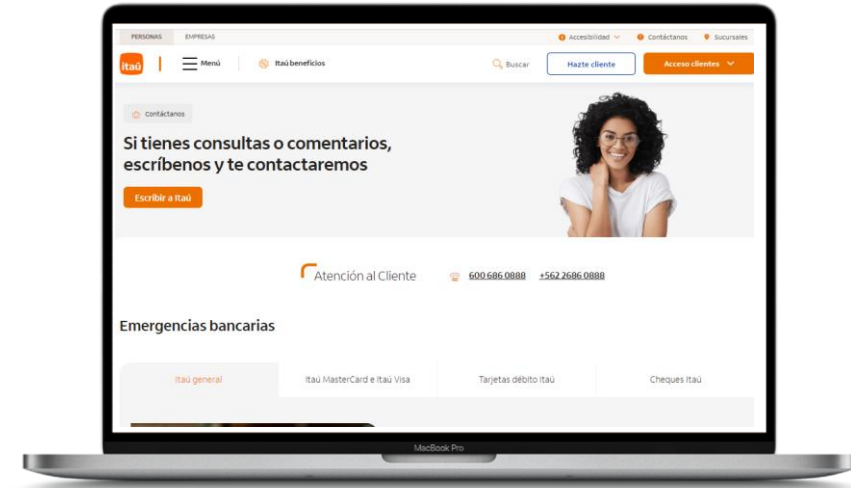 PERSONAS EMPRESAS Accesibilidad Contáctanos Sucursales
itaú Menú Itaú beneficios Buscar Hazte cliente Acceso clientes
Contáctanos
Si tienes consultas o comentarios,
escríbenos y te contactaremos
Escribir a Itaú
Atención al Cliente 600 686 0888 +562 2686 0888
Emergencias bancarias
Itaú general Itaú MasterCard e Itaú Visa Tarjetas débito Itaú Cheques Itaú
MacBook Pro